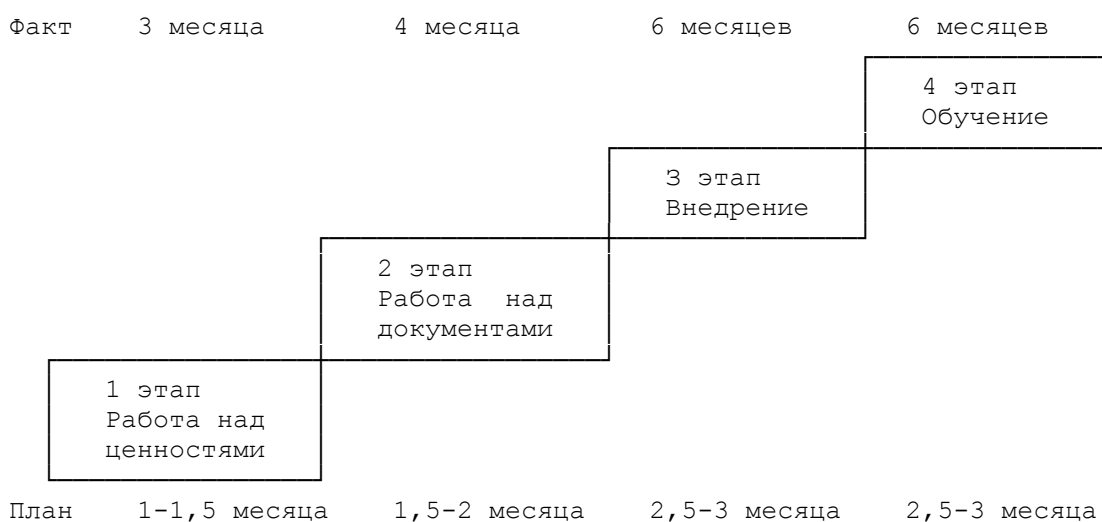 Факт 3 месяца 4 месяца 6 месяцев 6 месяцев
4 этап
Обучение
3 этап
Внедрение
2 этап
Работа над
документами
1 этап
Работа над
ценностями
План 1-1,5 месяца 1,5-2 месяца 2,5-3 месяца 2,5-3 месяца